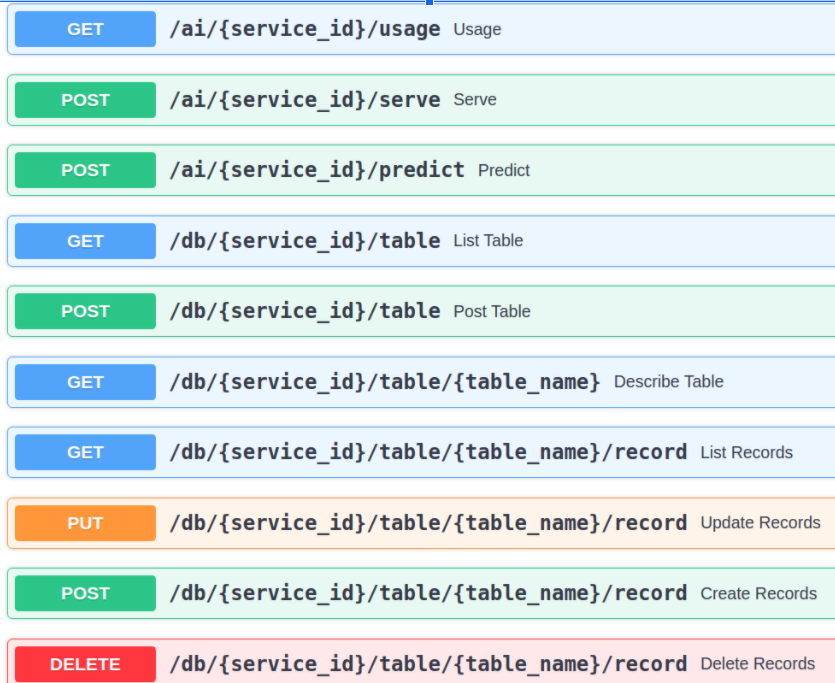 GET /ai/{service_id}/usage Usage
POST /ai/{service_id}/serve Serve
POST /ai/{service_id}/predict Predict
GET /db/{service_id}/table List Table
POST /db/{service_id}/table Post Table
GET /db/{service_id}/table/{table_name} Describe Table
GET /db/{service_id}/table/{table_name}/record List Records
PUT /db/{service_id}/table/{table_name}/record Update Records
POST /db/{service_id}/table/{table_name}/record Create Records
DELETE /db/{service_id}/table/{table_name}/record Delete Records